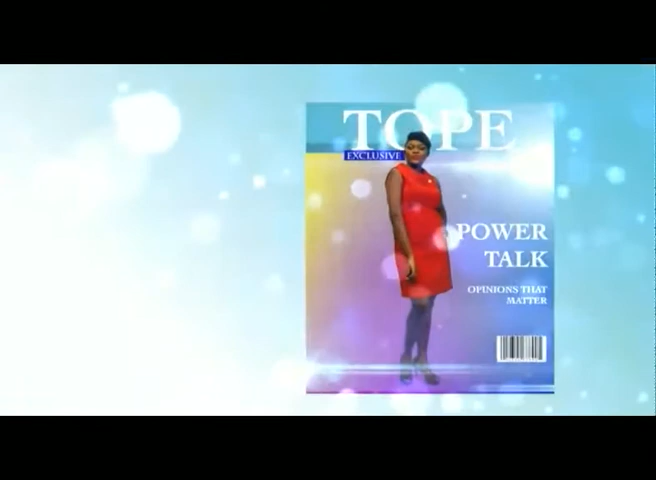 TOPE
EXCLUSIVE
POWER
TALK
OPINIONS THAT
MATTER